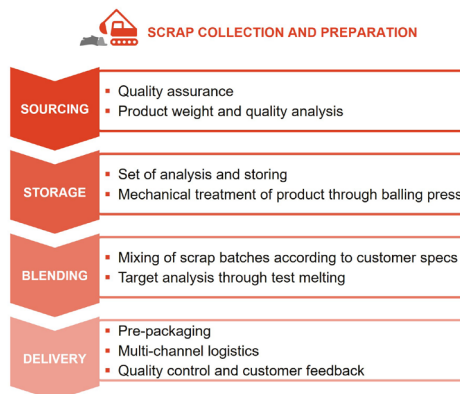 SCRAP COLLECTION AND PREPARATION
SOURCING
▪ Quality assurance
▪ Product weight and quality analysis
STORAGE
▪ Set of analysis and storing
▪ Mechanical treatment of product through balling press
BLENDING
▪ Mixing of scrap batches according to customer specs
▪ Target analysis through test melting
DELIVERY
▪ Pre-packaging
▪ Multi-channel logistics
▪ Quality control and customer feedback